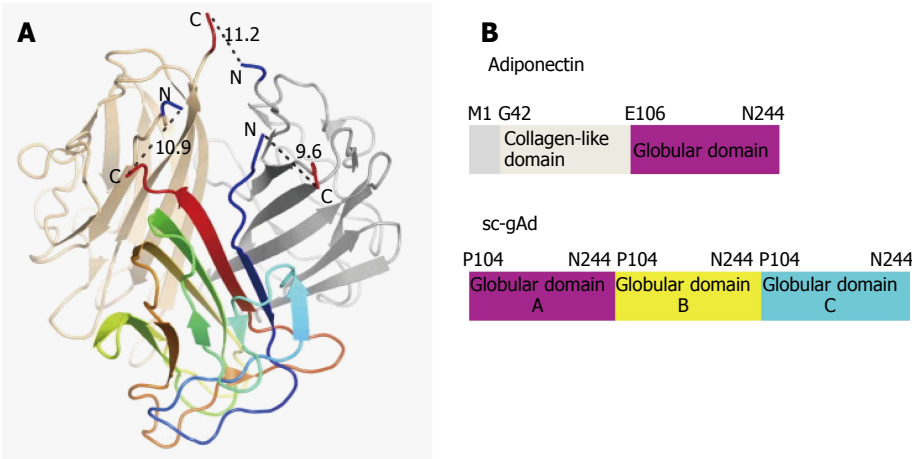 A
C
11.2
N
N
N
10.9
9.6
C
C
B
Adiponectin
M1 G42 E106 N244
Collagen-like
domain
Globular domain
sc-gAd
P104 N244 P104 N244 P104 N244
Globular domain Globular domain Globular domain
A B C